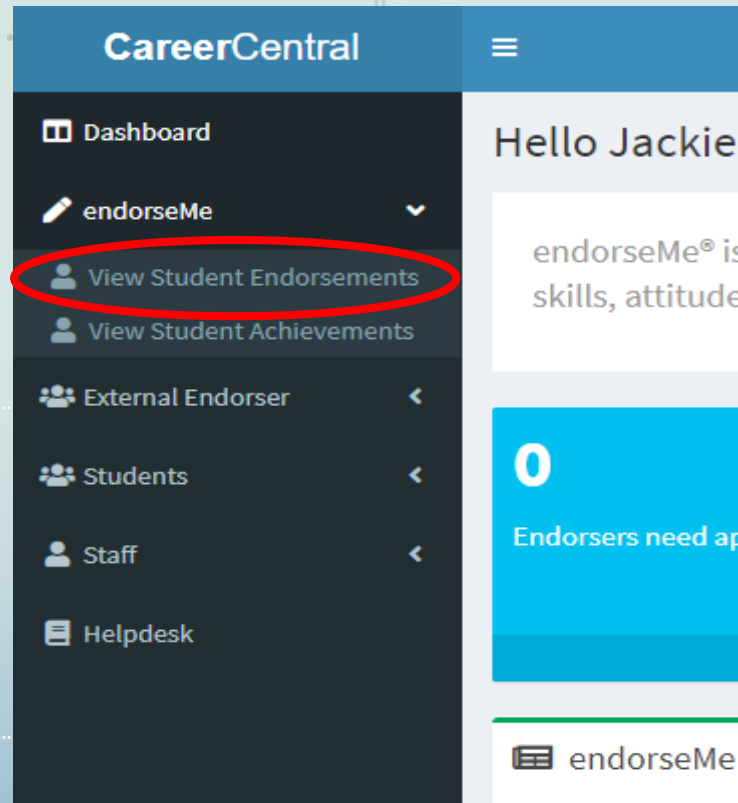 CareerCentral
Dashboard
endorseMe
View Student Endorsements
View Student Achievements
External Endorser
Students
Staff
Helpdesk
Hello Jackie
endorseMe® is
skills, attitude
0
Endorsers need ap
endorseMe